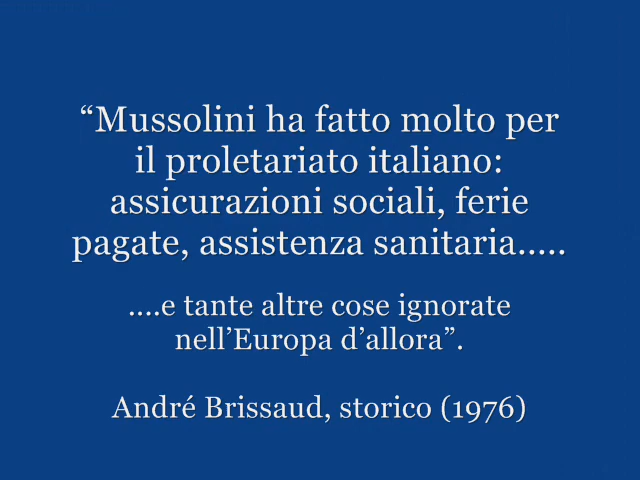 “Mussolini ha fatto molto per
il proletariato italiano:
assicurazioni sociali, ferie
pagate, assistenza sanitaria.....
....e tante altre cose ignorate
nell’Europa d’allora”.
André Brissaud, storico (1976)